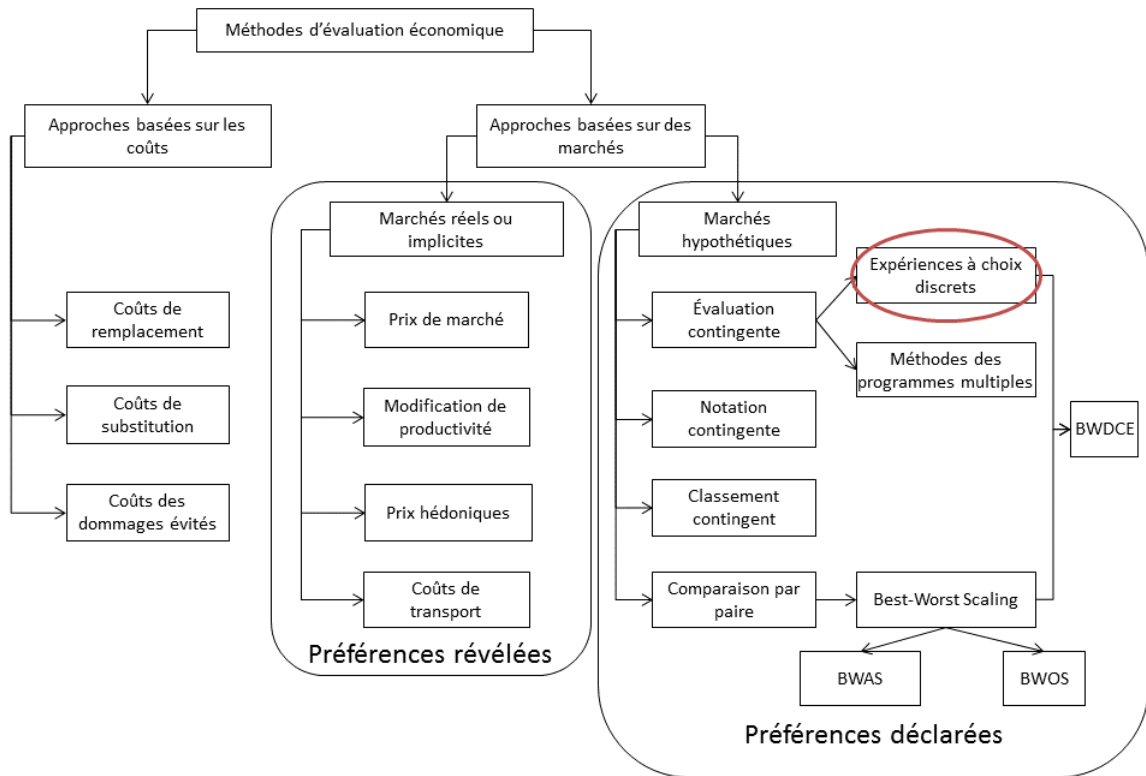 Méthodes d'évaluation économique
Approches basées sur les
coûts
Approches basées sur des
marchés
Marchés réels ou
implicites
Marchés
hypothétiques
Expériences à choix
discrets
Coûts de
remplacement
Prix de marché
Évaluation
contingente
Méthodes des
programmes multiples
Coûts de
substitution
Modification de
productivité
Notation
contingente
BWDCE
Coûts des
dommages évités
Prix hédoniques
Classement
contingent
Coûts de
transport
Comparaison par
paire
Best-Worst Scaling
Préférences révélées
BWAS
BWOS
Préférences déclarées